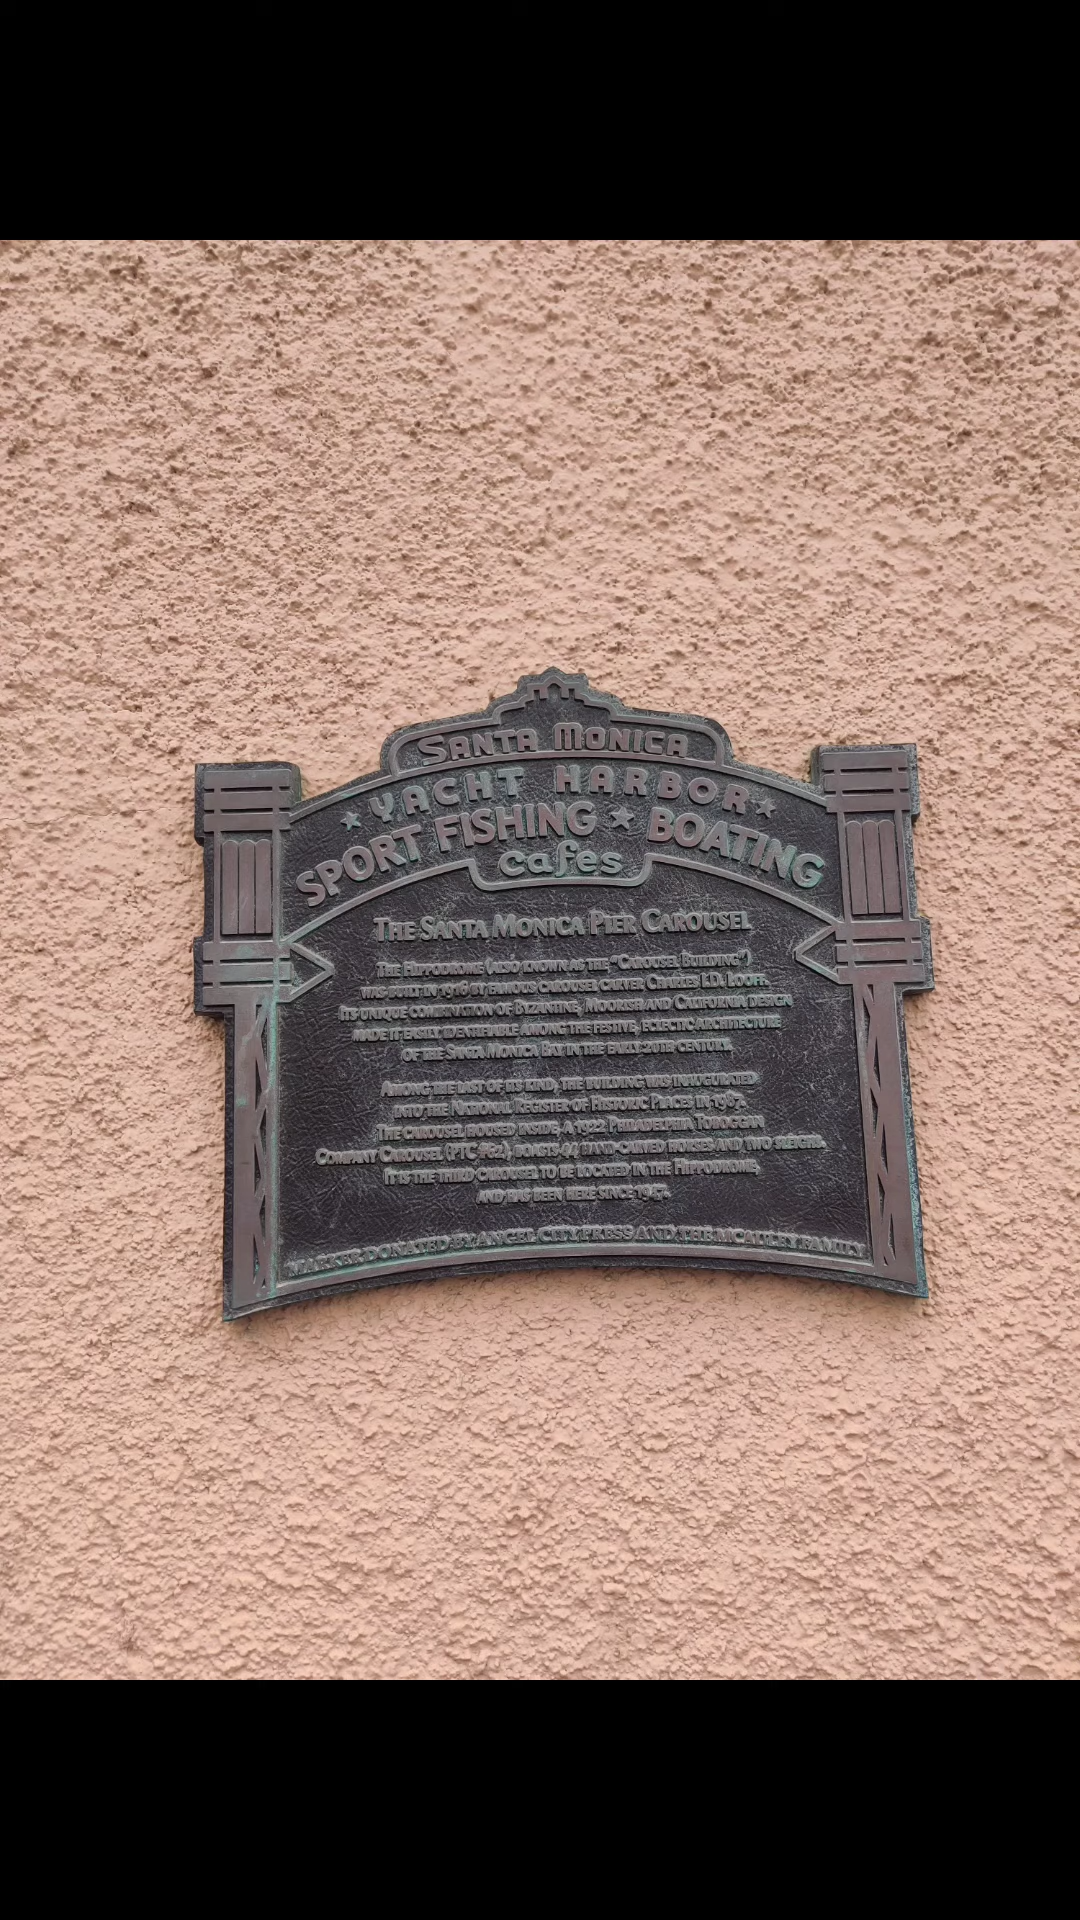 SANTA MONICA
★ YACHT HARBOR ★
SPORT FISHING ★ BOATING
Cafes
THE SANTA MONICA PIER CAROUSEL
THE HIPPODROME (ALSO KNOWN AS THE "CAROUSEL BUILDING")
WAS BUILT IN 1916 BY FAMOUS CAROUSEL CARVER CHARLES I.D. LOOFF.
ITS UNIQUE COMBINATION OF BYZANTINE, MOORISH AND CALIFORNIA DESIGN
MADE IT EASILY IDENTIFIABLE AMONG THE FESTIVE, ECLECTIC ARCHITECTURE
OF THE SANTA MONICA BAY IN THE EARLY 20TH CENTURY.
AMONG THE LAST OF ITS KIND, THE BUILDING WAS INAUGURATED
INTO THE NATIONAL REGISTER OF HISTORIC PLACES IN 1987.
THE CAROUSEL HOUSED INSIDE, A 1922 PHILADELPHIA TOBOGGAN
COMPANY CAROUSEL (PTC #62), BOASTS 44 HAND-CARVED HORSES AND TWO SLEIGHS.
IT IS THE THIRD CAROUSEL TO BE LOCATED IN THE HIPPODROME,
AND HAS BEEN HERE SINCE 1947.
MARKER DONATED BY ANGEL CITY PRESS AND THE MCAULEY FAMILY